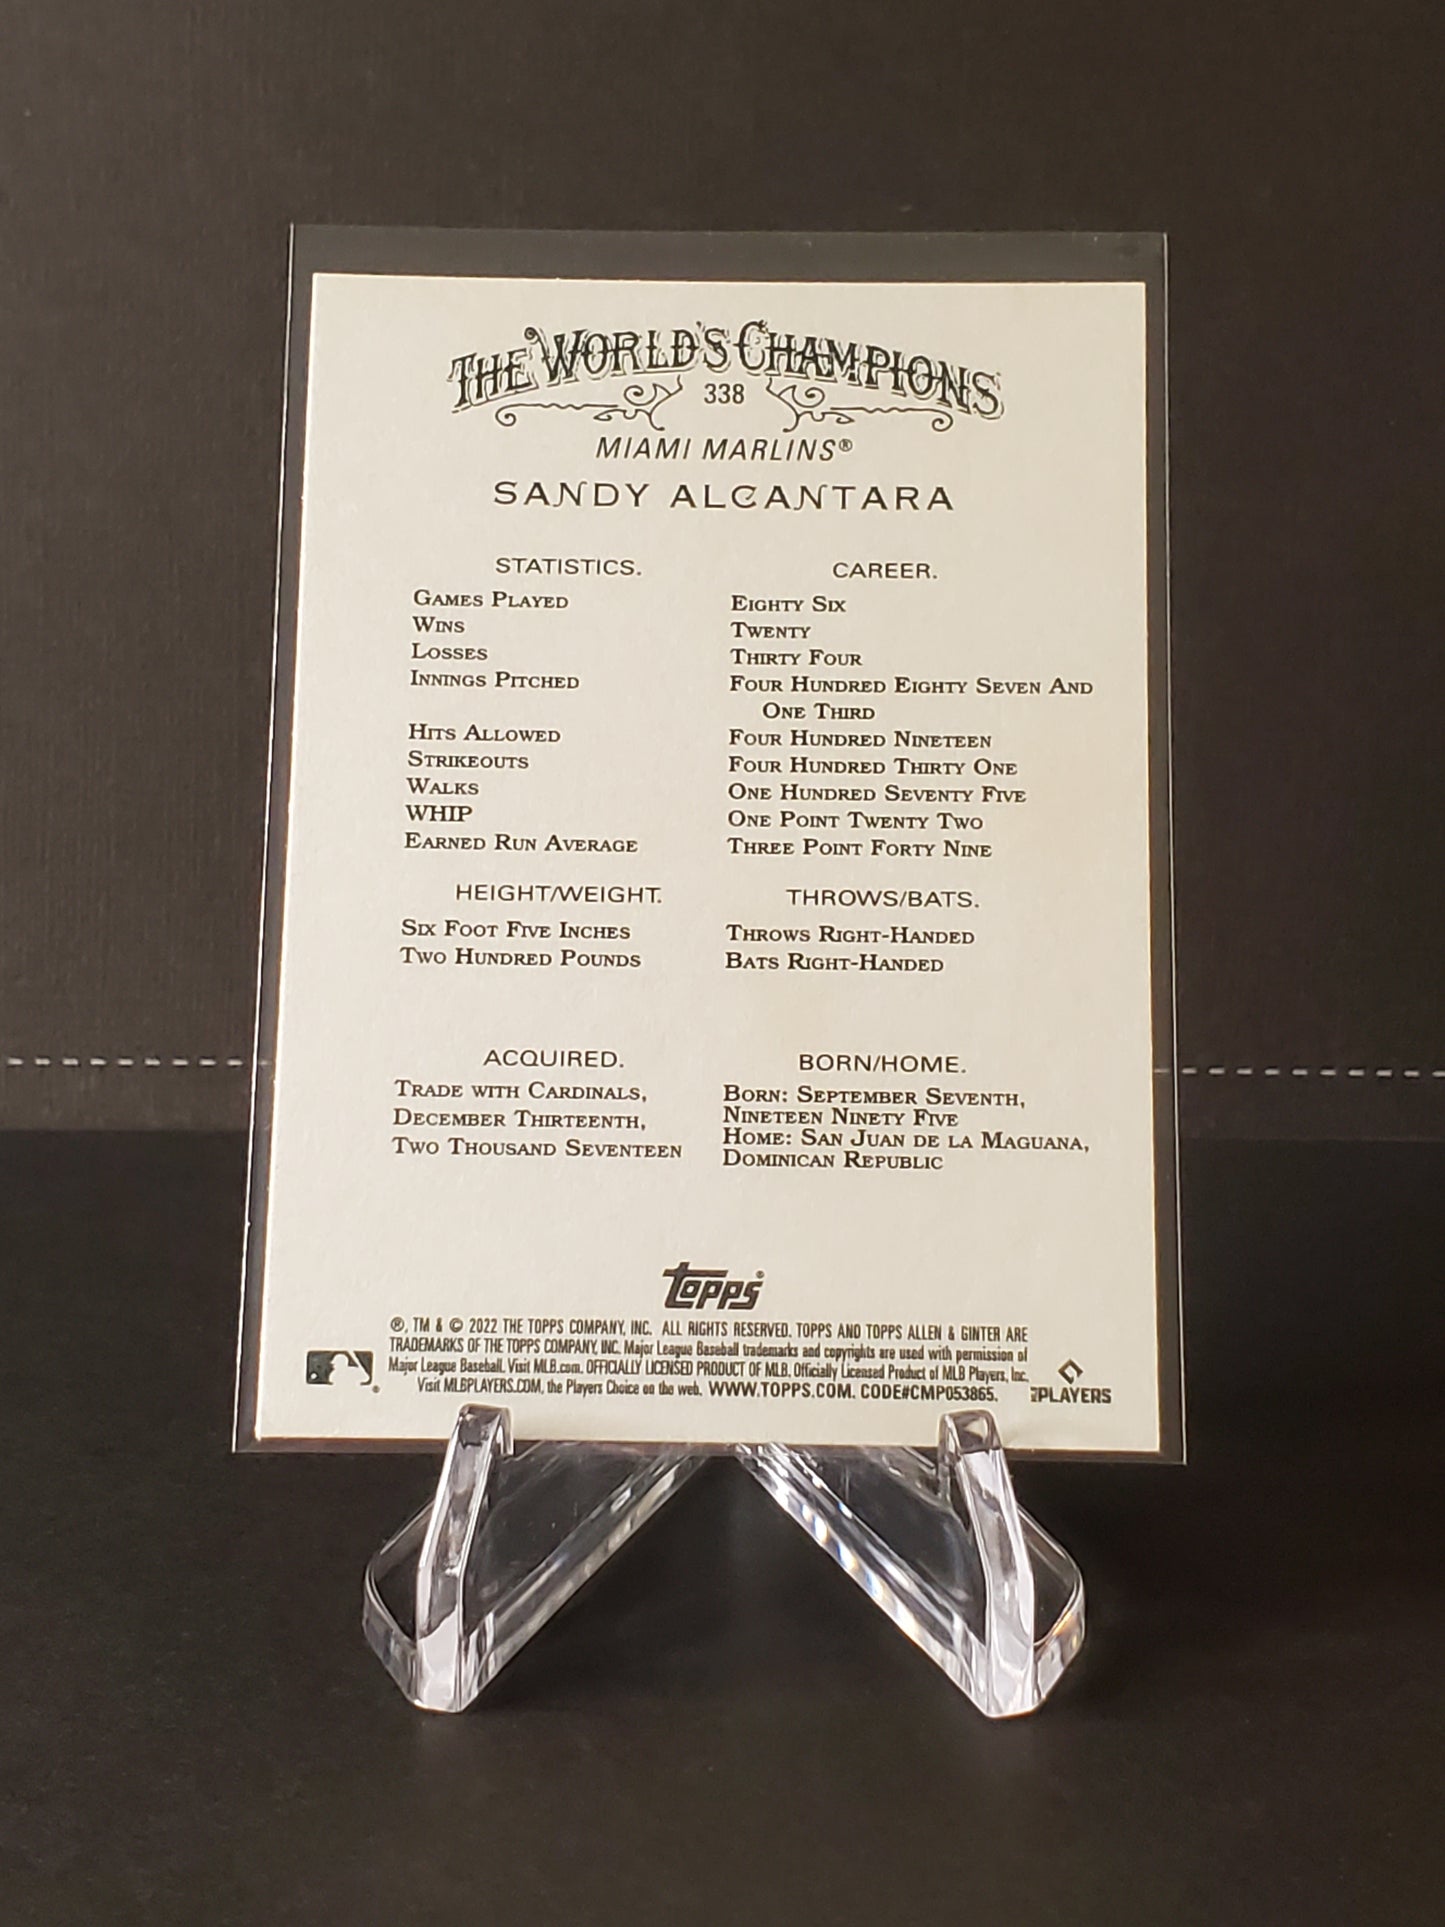 THE WORLD'S CHAMPIONS
338
MIAMI MARLINS®
SANDY ALCANTARA
STATISTICS. CAREER.
GAMES PLAYED EIGHTY SIX
WINS TWENTY
LOSSES THIRTY FOUR
INNINGS PITCHED FOUR HUNDRED EIGHTY SEVEN AND
ONE THIRD
HITS ALLOWED FOUR HUNDRED NINETEEN
STRIKEOUTS FOUR HUNDRED THIRTY ONE
WALKS ONE HUNDRED SEVENTY FIVE
WHIP ONE POINT TWENTY TWO
EARNED RUN AVERAGE THREE POINT FORTY NINE
HEIGHT/WEIGHT. THROWS/BATS.
SIX FOOT FIVE INCHES THROWS RIGHT-HANDED
TWO HUNDRED POUNDS BATS RIGHT-HANDED
ACQUIRED.
TRADE WITH CARDINALS,
DECEMBER THIRTEENTH,
TWO THOUSAND SEVENTEEN
BORN/HOME.
BORN: SEPTEMBER SEVENTH,
NINETEEN NINETY FIVE
HOME: SAN JUAN DE LA MAGUANA,
DOMINICAN REPUBLIC
topps®
®, TM & © 2022 THE TOPPS COMPANY, INC. ALL RIGHTS RESERVED. TOPPS AND TOPPS ALLEN & GINTER ARE
TRADEMARKS OF THE TOPPS COMPANY, INC. Major League Baseball trademarks and copyrights are used with permission of
Major League Baseball. Visit MLB.com. OFFICIALLY LICENSED PRODUCT OF MLB. Officially Licensed Product of MLB Players, Inc.
Visit MLBPLAYERS.COM, the Players Choice on the web. WWW.TOPPS.COM. CODE#CMP053865.
PLAYERS